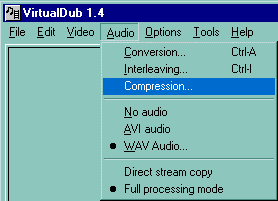 VirtualDub 1.4
File Edit Video Audio Options Tools Help
Conversion... Ctrl-A
Interleaving... Ctrl-I
Compression...
No audio
AVI audio
WAV Audio...
Direct stream copy
Full processing mode